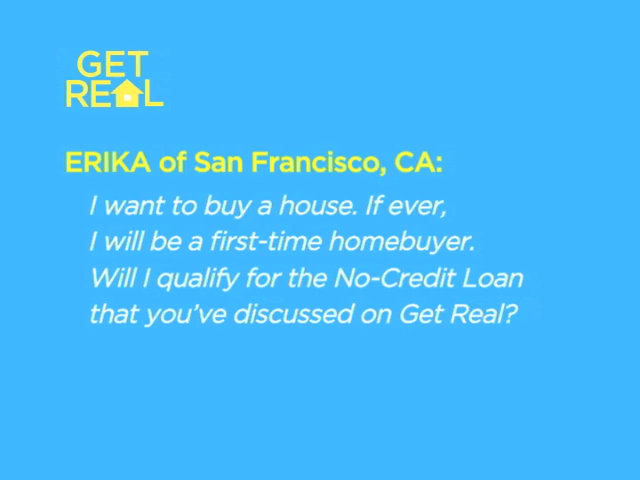 GET
REAL
ERIKA of San Francisco, CA:
I want to buy a house. If ever,
I will be a first-time homebuyer.
Will I qualify for the No-Credit Loan
that you've discussed on Get Real?